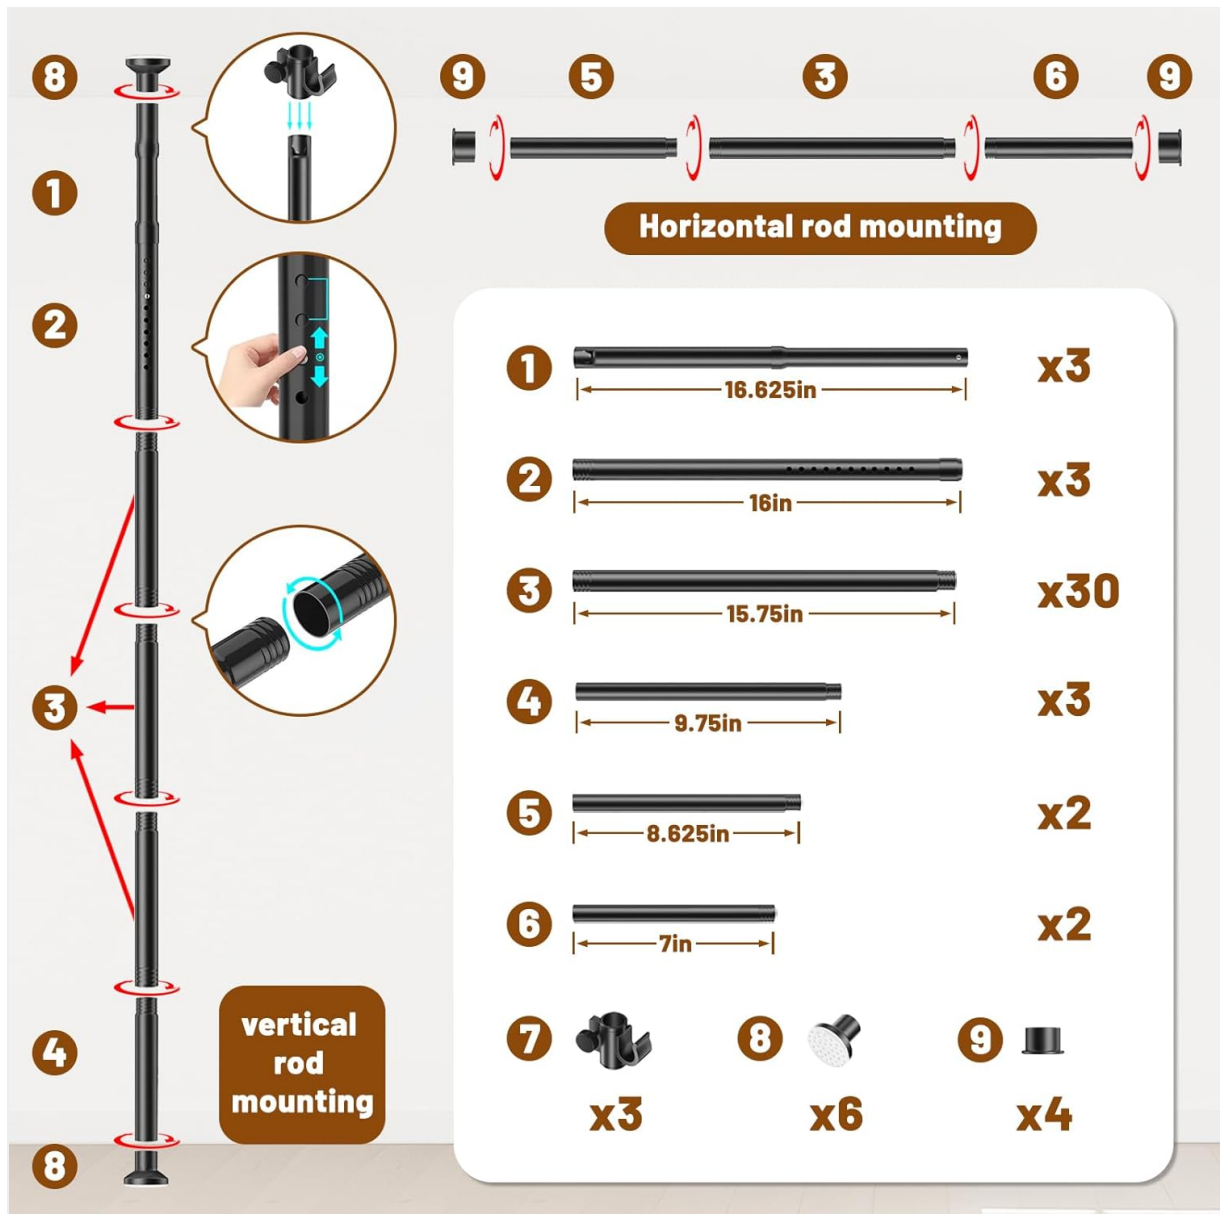 8
1
2
3
4
8
vertical
rod
mounting
9 5 3 6 9
Horizontal rod mounting
1 16.625in x3
2 16in x3
3 15.75in x30
4 9.75in x3
5 8.625in x2
6 7in x2
7 8 9
x3 x6 x4